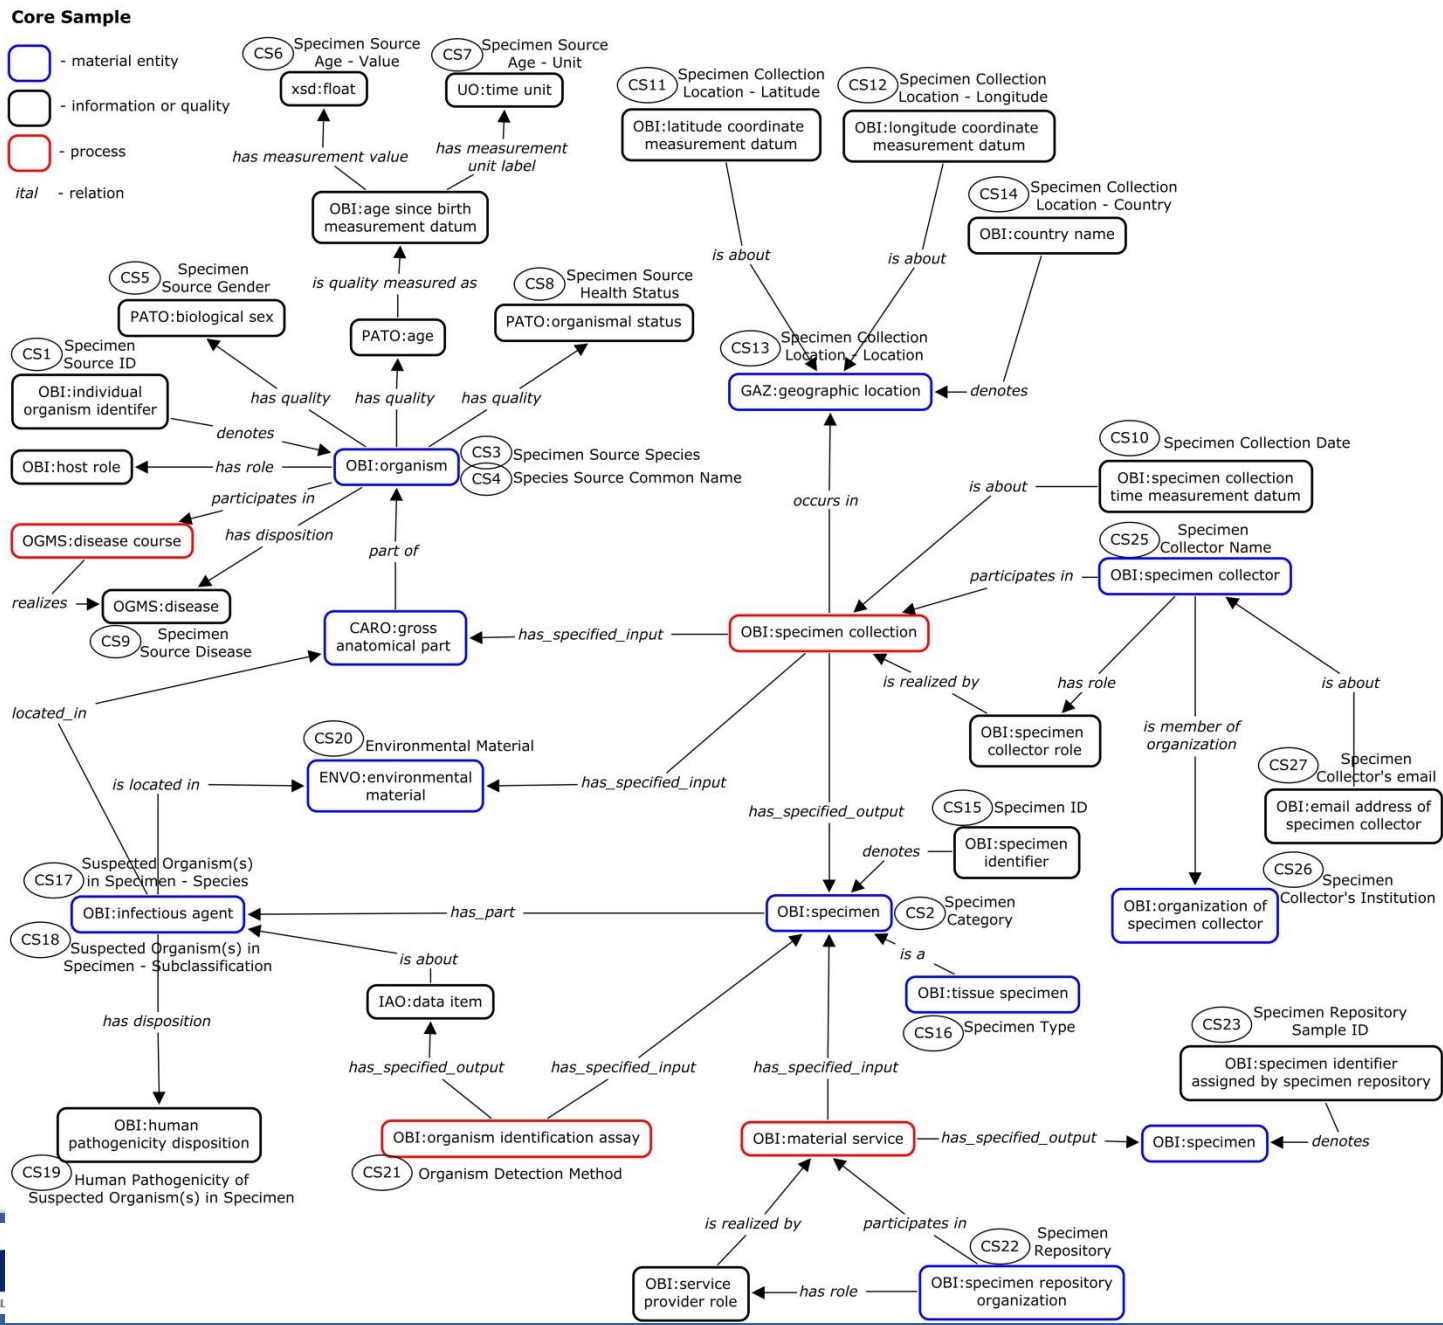 Core Sample
- material entity
- information or quality
- process
ital - relation
CS6
Specimen Source
Age - Value
xsd:float
CS7
Specimen Source
Age - Unit
UO:time unit
has measurement value
has measurement
unit label
OBI:age since birth
measurement datum
is quality measured as
CS5
Specimen
Source Gender
PATO:biological sex
PATO:age
CS8
Specimen Source
Health Status
PATO:organismal status
CS1
Specimen
Source ID
OBI:individual
organism identifer
has quality
has quality
has quality
denotes
OBI:host role
has role
OBI:organism
CS3
Specimen Source Species
CS4
Species Source Common Name
participates in
OGMS:disease course
has disposition
part of
realizes
OGMS:disease
CS9
Specimen
Source Disease
CARO:gross
anatomical part
has_specified_input
located_in
CS11
Specimen Collection
Location - Latitude
OBI:latitude coordinate
measurement datum
CS12
Specimen Collection
Location - Longitude
OBI:longitude coordinate
measurement datum
CS14
Specimen Collection
Location - Country
OBI:country name
is about
is about
CS13
Specimen Collection
Location - Location
GAZ:geographic location
denotes
occurs in
CS10
Specimen Collection Date
OBI:specimen collection
time measurement datum
is about
CS25
Specimen
Collector Name
OBI:specimen collector
participates in
OBI:specimen collection
is realized by
has role
is about
OBI:specimen
collector role
is member of
organization
CS27
Specimen
Collector's email
OBI:email address of
specimen collector
CS26
Specimen
Collector's Institution
OBI:organization of
specimen collector
CS20
Environmental Material
is located in
ENVO:environmental
material
has_specified_input
has_specified_output
CS15
Specimen ID
OBI:specimen
identifier
denotes
CS17
Suspected Organism(s)
in Specimen - Species
OBI:infectious agent
has_part
OBI:specimen
CS2
Specimen
Category
CS18
Suspected Organism(s) in
Specimen - Subclassification
is about
is a
IAO:data item
OBI:tissue specimen
CS16
Specimen Type
has disposition
CS23
Specimen Repository
Sample ID
OBI:specimen identifier
assigned by specimen repository
has_specified_output
has_specified_input
has_specified_input
OBI:human
pathogenicity disposition
CS19
Human Pathogenicity of
Suspected Organism(s) in Specimen
OBI:organism identification assay
CS21
Organism Detection Method
OBI:material service
has_specified_output
OBI:specimen
denotes
is realized by
participates in
CS22
Specimen
Repository
OBI:service
provider role
has role
OBI:specimen repository
organization